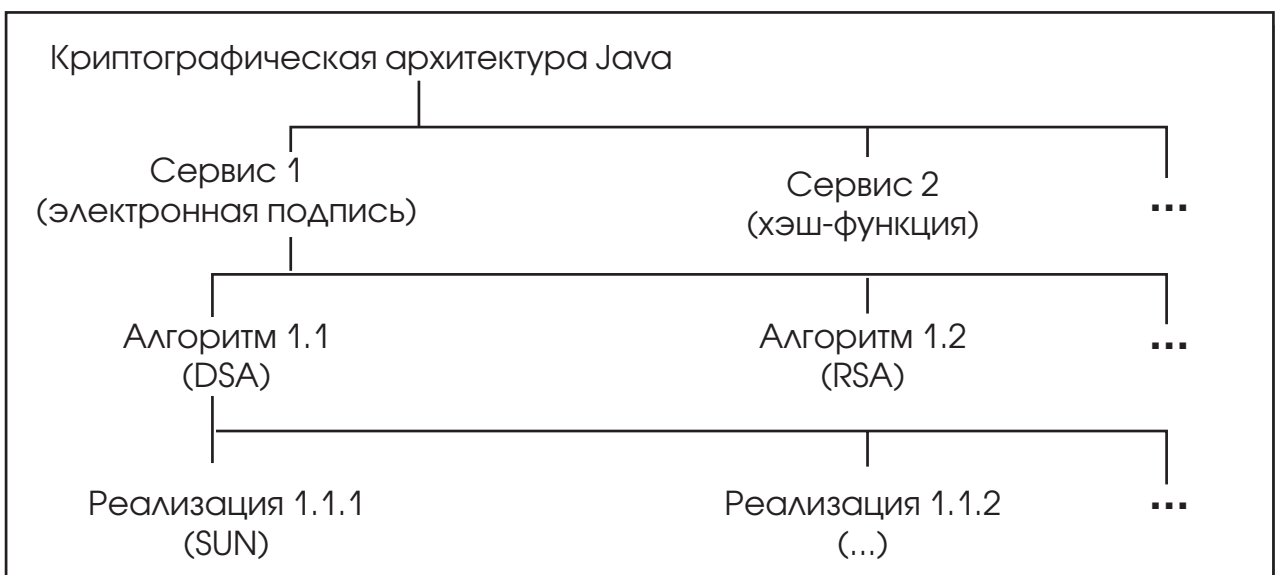 Криптографическая архитектура Java
Сервис 1
(электронная подпись)
Сервис 2
(хэш-функция)
...
Алгоритм 1.1
(DSA)
Алгоритм 1.2
(RSA)
...
Реализация 1.1.1
(SUN)
Реализация 1.1.2
(...)
...